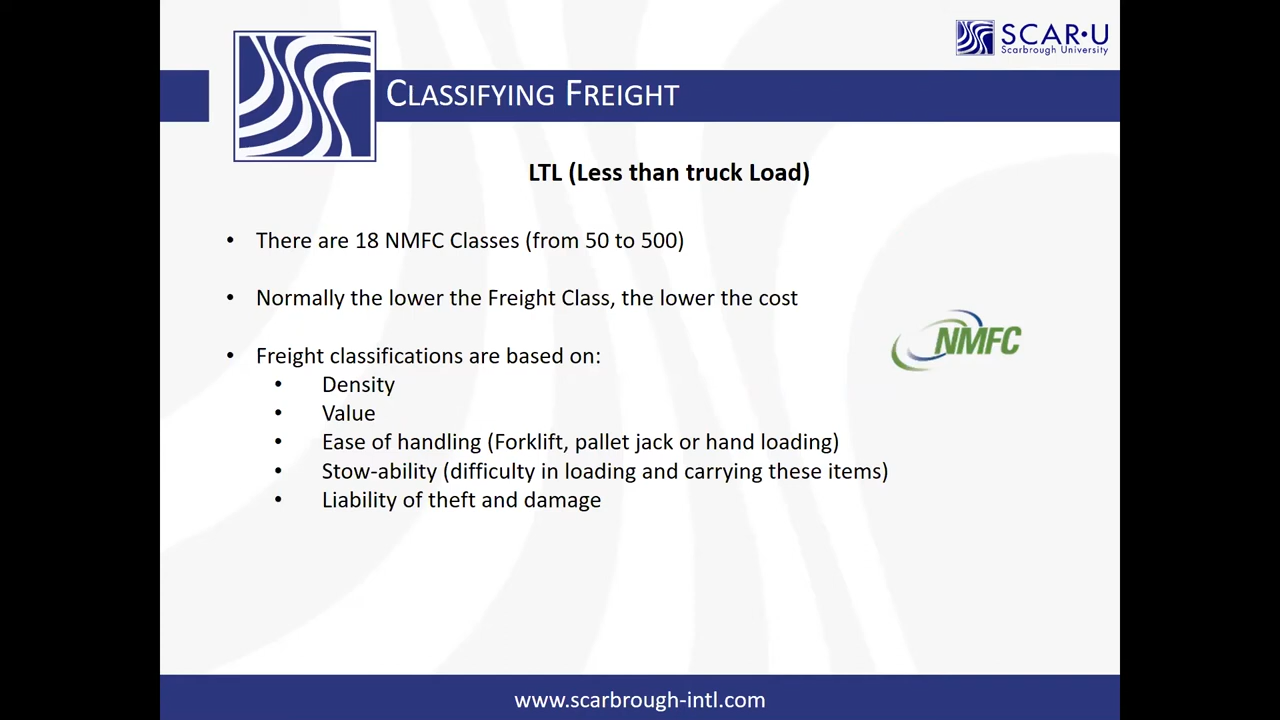 SCAR•U
Scarbrough University
CLASSIFYING FREIGHT
LTL (Less than truck Load)
• There are 18 NMFC Classes (from 50 to 500)
• Normally the lower the Freight Class, the lower the cost
NMFC
• Freight classifications are based on:
• Density
• Value
• Ease of handling (Forklift, pallet jack or hand loading)
• Stow-ability (difficulty in loading and carrying these items)
• Liability of theft and damage
www.scarbrough-intl.com